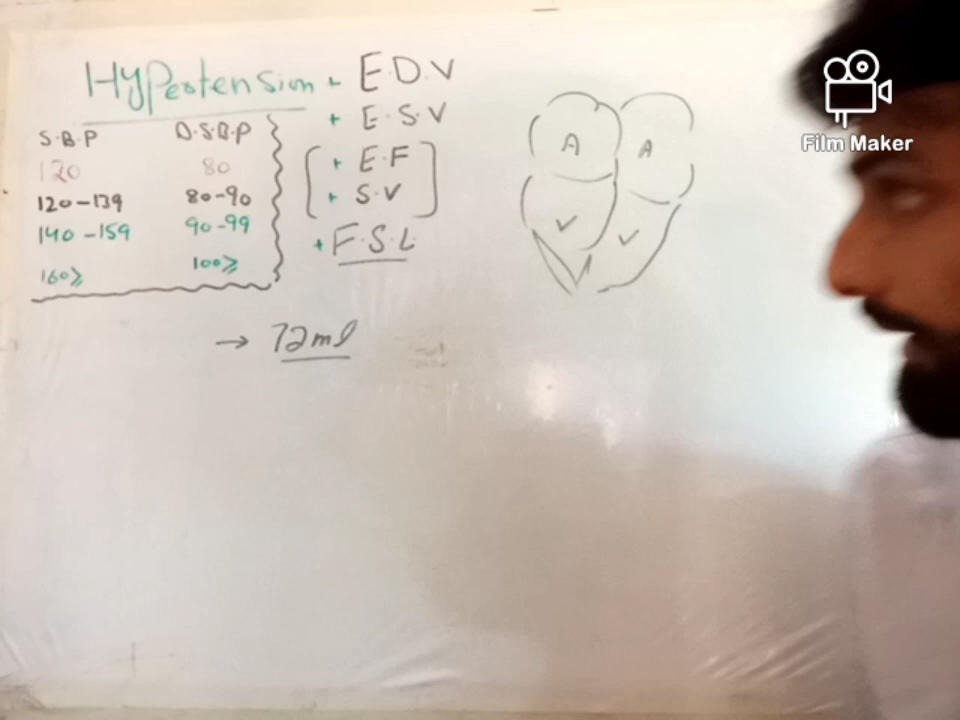 Hypertension - E.D.V
+ E.S.V
S.B.P D.S.B.P
120 80
+ E.F
120-139 80-90
+ S.V
140-159 90-99
+ F.S.L.
160≥ 100≥
→ 72ml
A A
V V
Film Maker